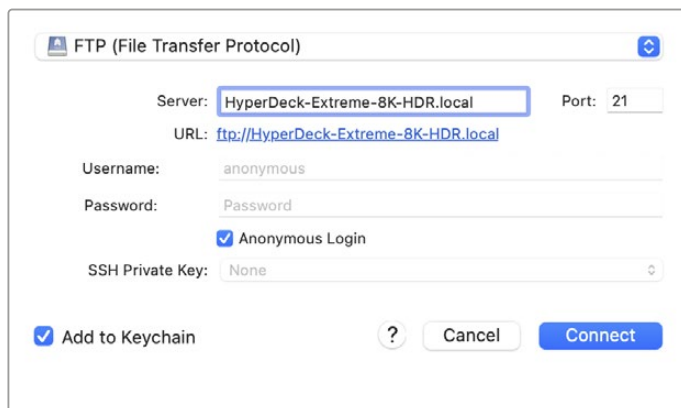 FTP (File Transfer Protocol)
Server: HyperDeck-Extreme-8K-HDR.local Port: 21
URL: ftp://HyperDeck-Extreme-8K-HDR.local
Username: anonymous
Password: Password
Anonymous Login
SSH Private Key: None
Add to Keychain ? Cancel Connect